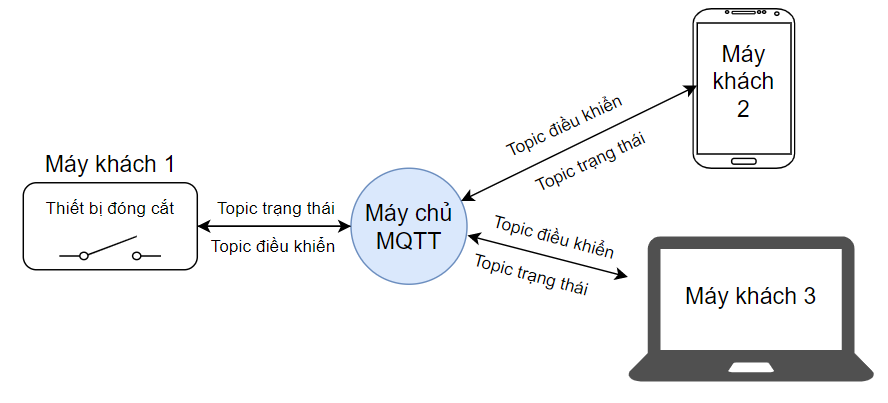 Máy khách 1
Thiết bị đóng cắt
Topic trạng thái
Topic điều khiển
Máy chủ
MQTT
Topic điều khiển
Topic trạng thái
Máy
khách
2
Topic điều khiển
Topic trạng thái
Máy khách 3